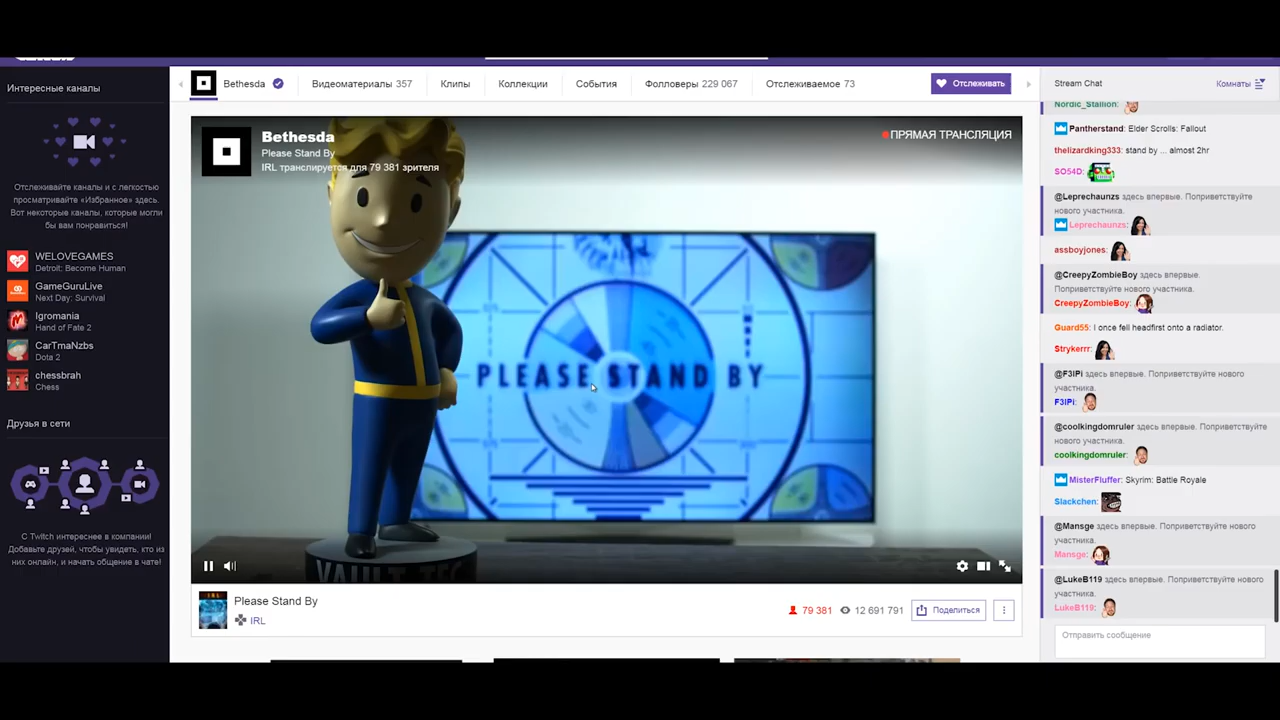 Интересные каналы
Отслеживайте каналы и с легкостью
просматривайте «Избранное» здесь.
Вот некоторые каналы, которые могли
бы вам понравиться!
WELOVEGAMES
Detroit: Become Human
GameGuruLive
Next Day: Survival
Igromania
Hand of Fate 2
CarTmaNzbs
Dota 2
chessbrah
Chess
Друзья в сети
С Twitch интереснее в компании!
Добавьте друзей, чтобы увидеть, кто из
них онлайн, и начать общение в чате!
Bethesda
Видеоматериалы 357
Клипы
Коллекции
События
Фолловеры 229 067
Отслеживаемое 73
Отслеживать
Bethesda
Please Stand By
IRL транслируется для 79 381 зрителя
ПРЯМАЯ ТРАНСЛЯЦИЯ
PLEASE STAND BY
VAULT-TEC
Please Stand By
IRL
79 381
12 691 791
Поделиться
Stream Chat
Комнаты
Nordic_Stallion:
Pantherstand: Elder Scrolls: Fallout
thelizardking333: stand by ... almost 2hr
SO54D:
@Leprechaunzs здесь впервые. Поприветствуйте
нового участника.
Leprechaunzs:
assboyjones:
@CreepyZombieBoy здесь впервые.
Поприветствуйте нового участника.
CreepyZombieBoy:
Guard55: I once fell headfirst onto a radiator.
Strykerrr:
@F3IPi здесь впервые. Поприветствуйте нового
участника.
F3IPi:
@coolkingdomruler здесь впервые. Поприветствуйте
нового участника.
coolkingdomruler:
MisterFluffer: Skyrim: Battle Royale
Slackchen:
@Mansge здесь впервые. Поприветствуйте нового
участника.
Mansge:
@LukeB119 здесь впервые. Поприветствуйте нового
участника.
LukeB119:
Отправить сообщение